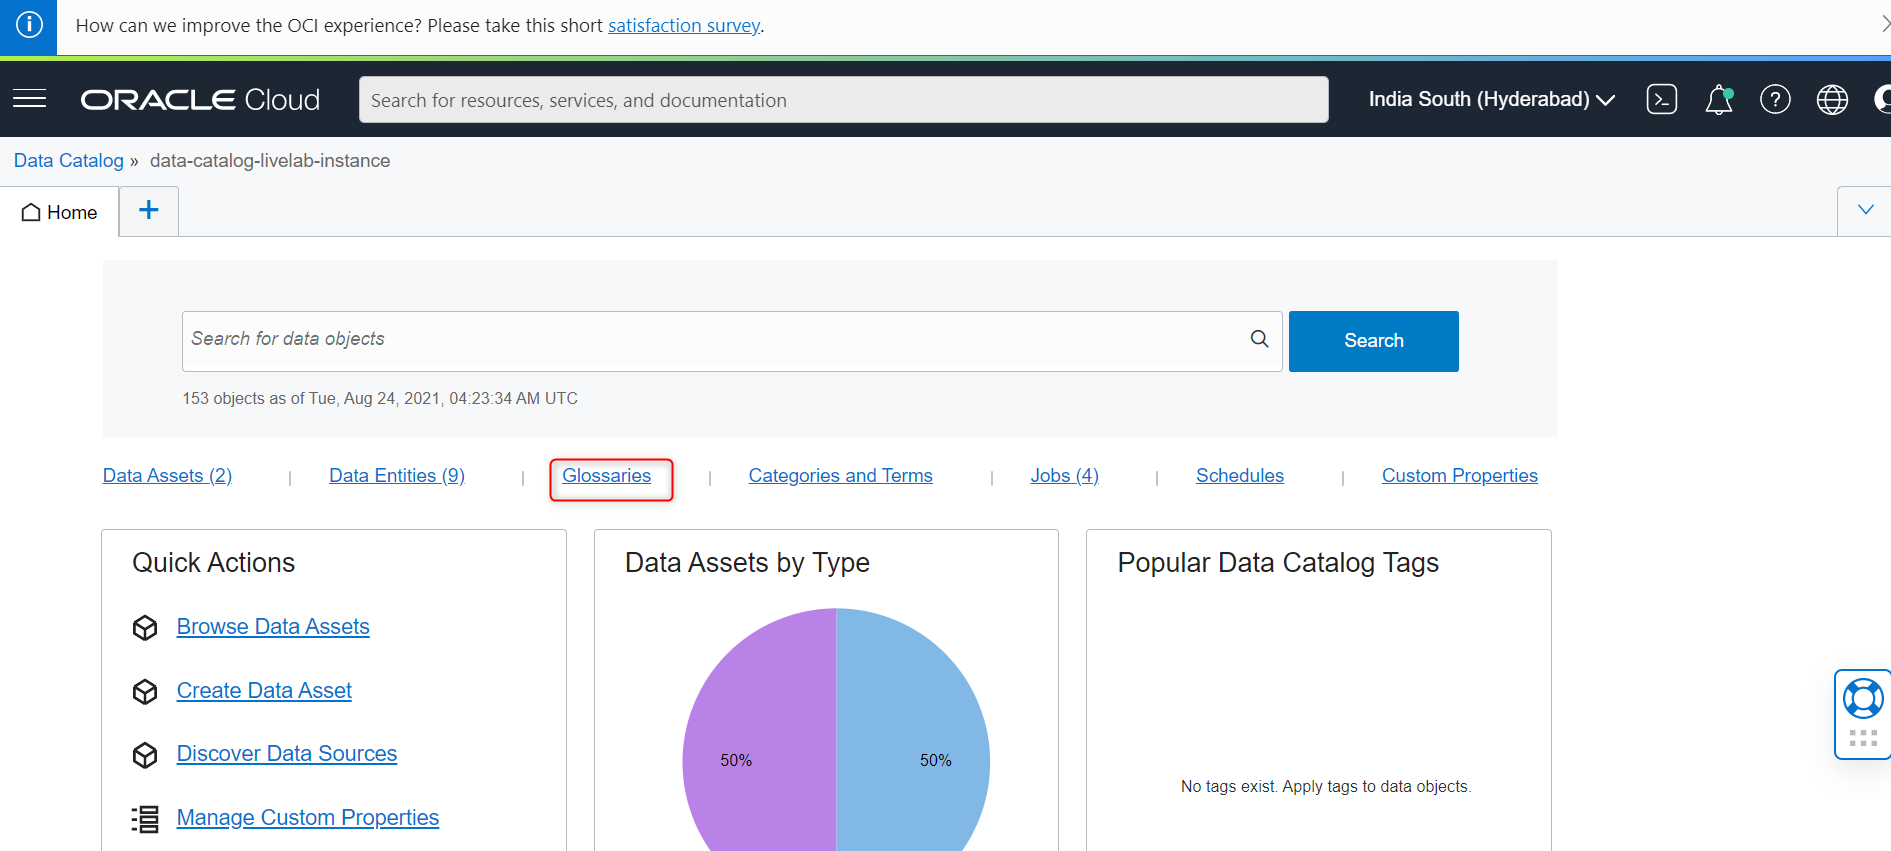 How can we improve the OCI experience? Please take this short satisfaction survey.
ORACLE Cloud
Search for resources, services, and documentation
India South (Hyderabad)
Data Catalog » data-catalog-livelab-instance
Home
+
Search for data objects
Search
153 objects as of Tue, Aug 24, 2021, 04:23:34 AM UTC
Data Assets (2) | Data Entities (9) | Glossaries | Categories and Terms | Jobs (4) | Schedules | Custom Properties
Quick Actions
Browse Data Assets
Create Data Asset
Discover Data Sources
Manage Custom Properties
Data Assets by Type
50%
50%
Popular Data Catalog Tags
No tags exist. Apply tags to data objects.